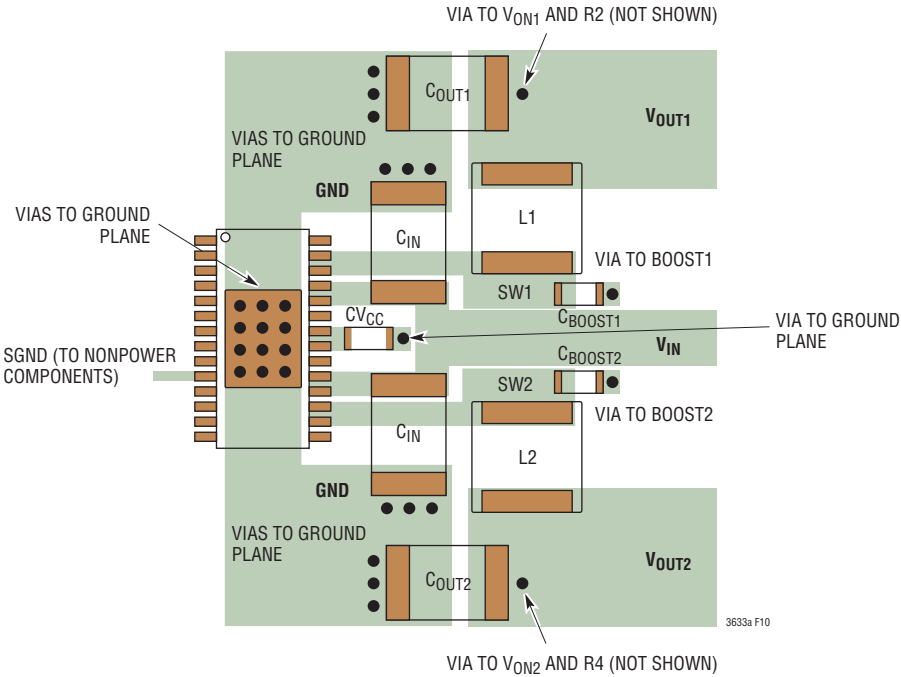 VIA TO VON1 AND R2 (NOT SHOWN)
COUT1
VOUT1
VIAS TO GROUND
PLANE
GND
L1
VIAS TO GROUND
PLANE
CIN
VIA TO BOOST1
SW1
CBOOST1
CVCC
VIA TO GROUND
PLANE
VIN
SGND (TO NONPOWER
COMPONENTS)
CBOOST2
SW2
VIA TO BOOST2
CIN
L2
GND
VIAS TO GROUND
PLANE
COUT2
VOUT2
3633a F10
VIA TO VON2 AND R4 (NOT SHOWN)